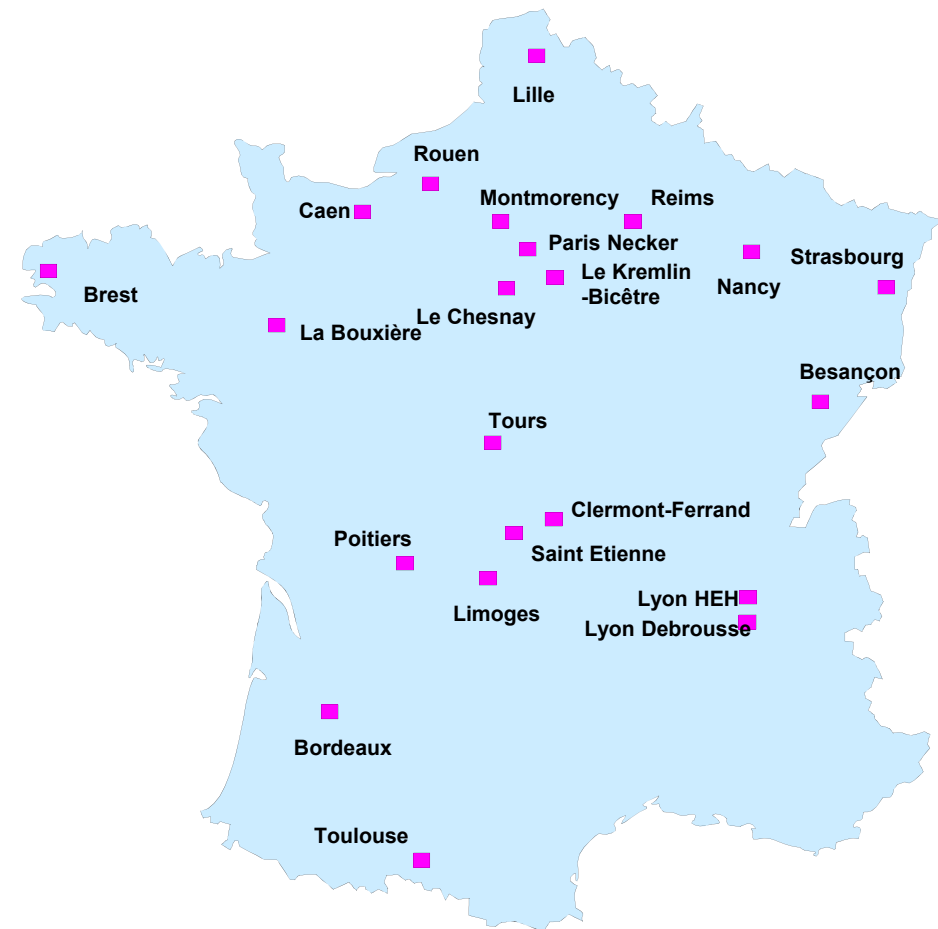 Lille
Rouen
Montmorency
Reims
Caen
Paris Necker
Strasbourg
Le Kremlin
-Bicêtre
Nancy
Brest
Le Chesnay
La Bouxière
Besançon
Tours
Clermont-Ferrand
Poitiers
Saint Etienne
Lyon HEH
Limoges
Lyon Debrousse
Bordeaux
Toulouse